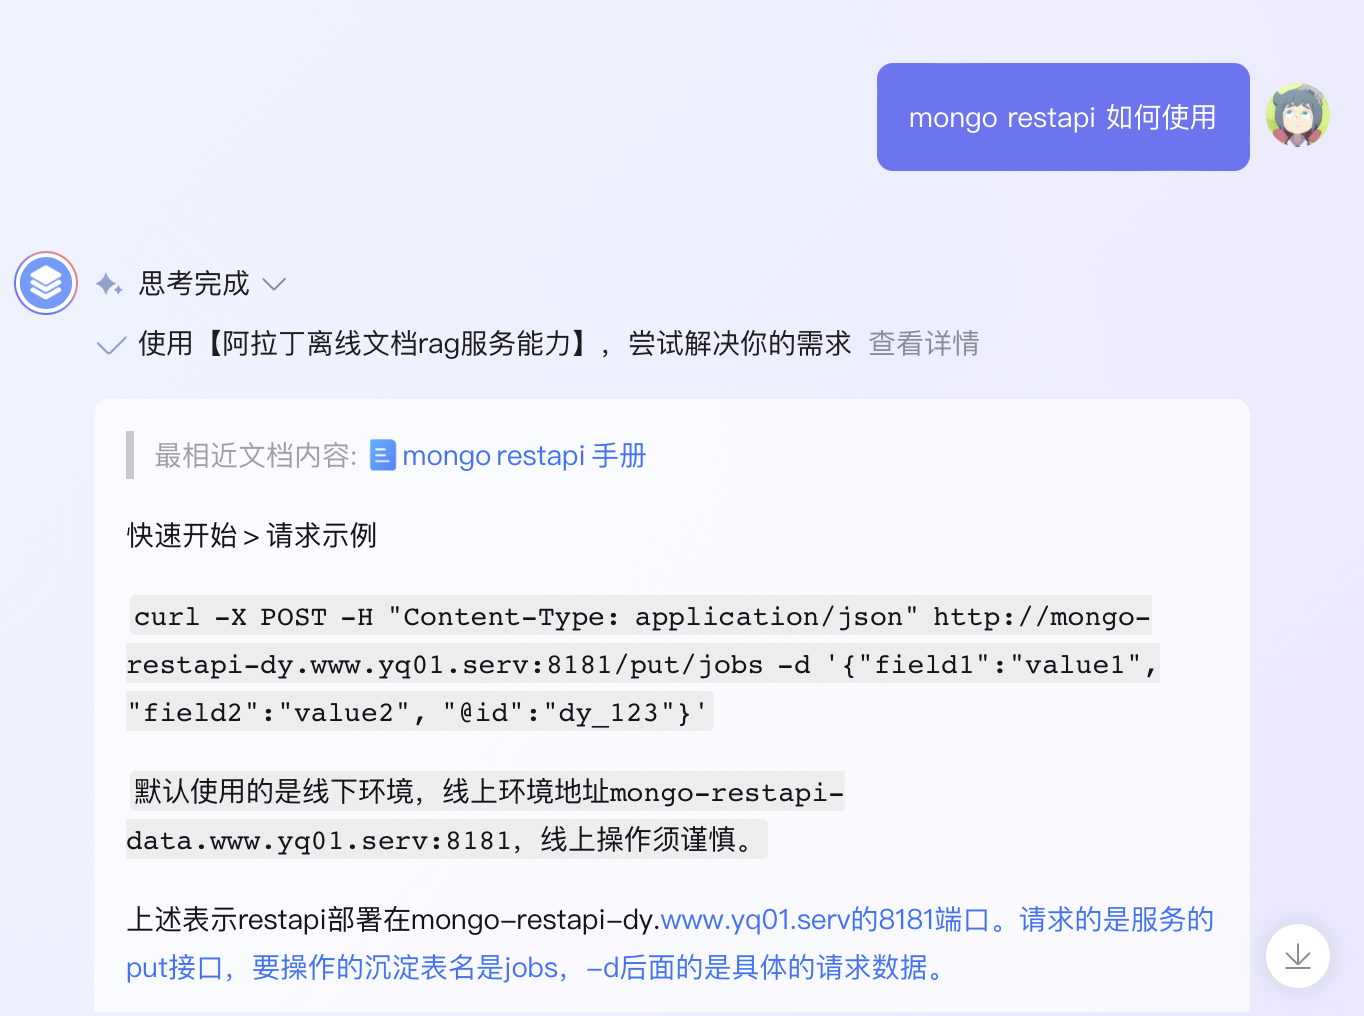 mongo restapi 如何使用
思考完成
使用【阿拉丁离线文档rag服务能力】，尝试解决你的需求 查看详情
最相近文档内容: mongo restapi 手册
快速开始 > 请求示例
curl -X POST -H "Content-Type: application/json" http://mongo-
restapi-dy.www.yq01.serv:8181/put/jobs -d '{"field1":"value1",
"field2":"value2", "@id":"dy_123"}'
默认使用的是线下环境，线上环境地址mongo-restapi-
data.www.yq01.serv:8181，线上操作须谨慎。
上述表示restapi部署在mongo-restapi-dy.www.yq01.serv的8181端口。请求的是服务的
put接口，要操作的沉淀表名是jobs，-d后面的是具体的请求数据。